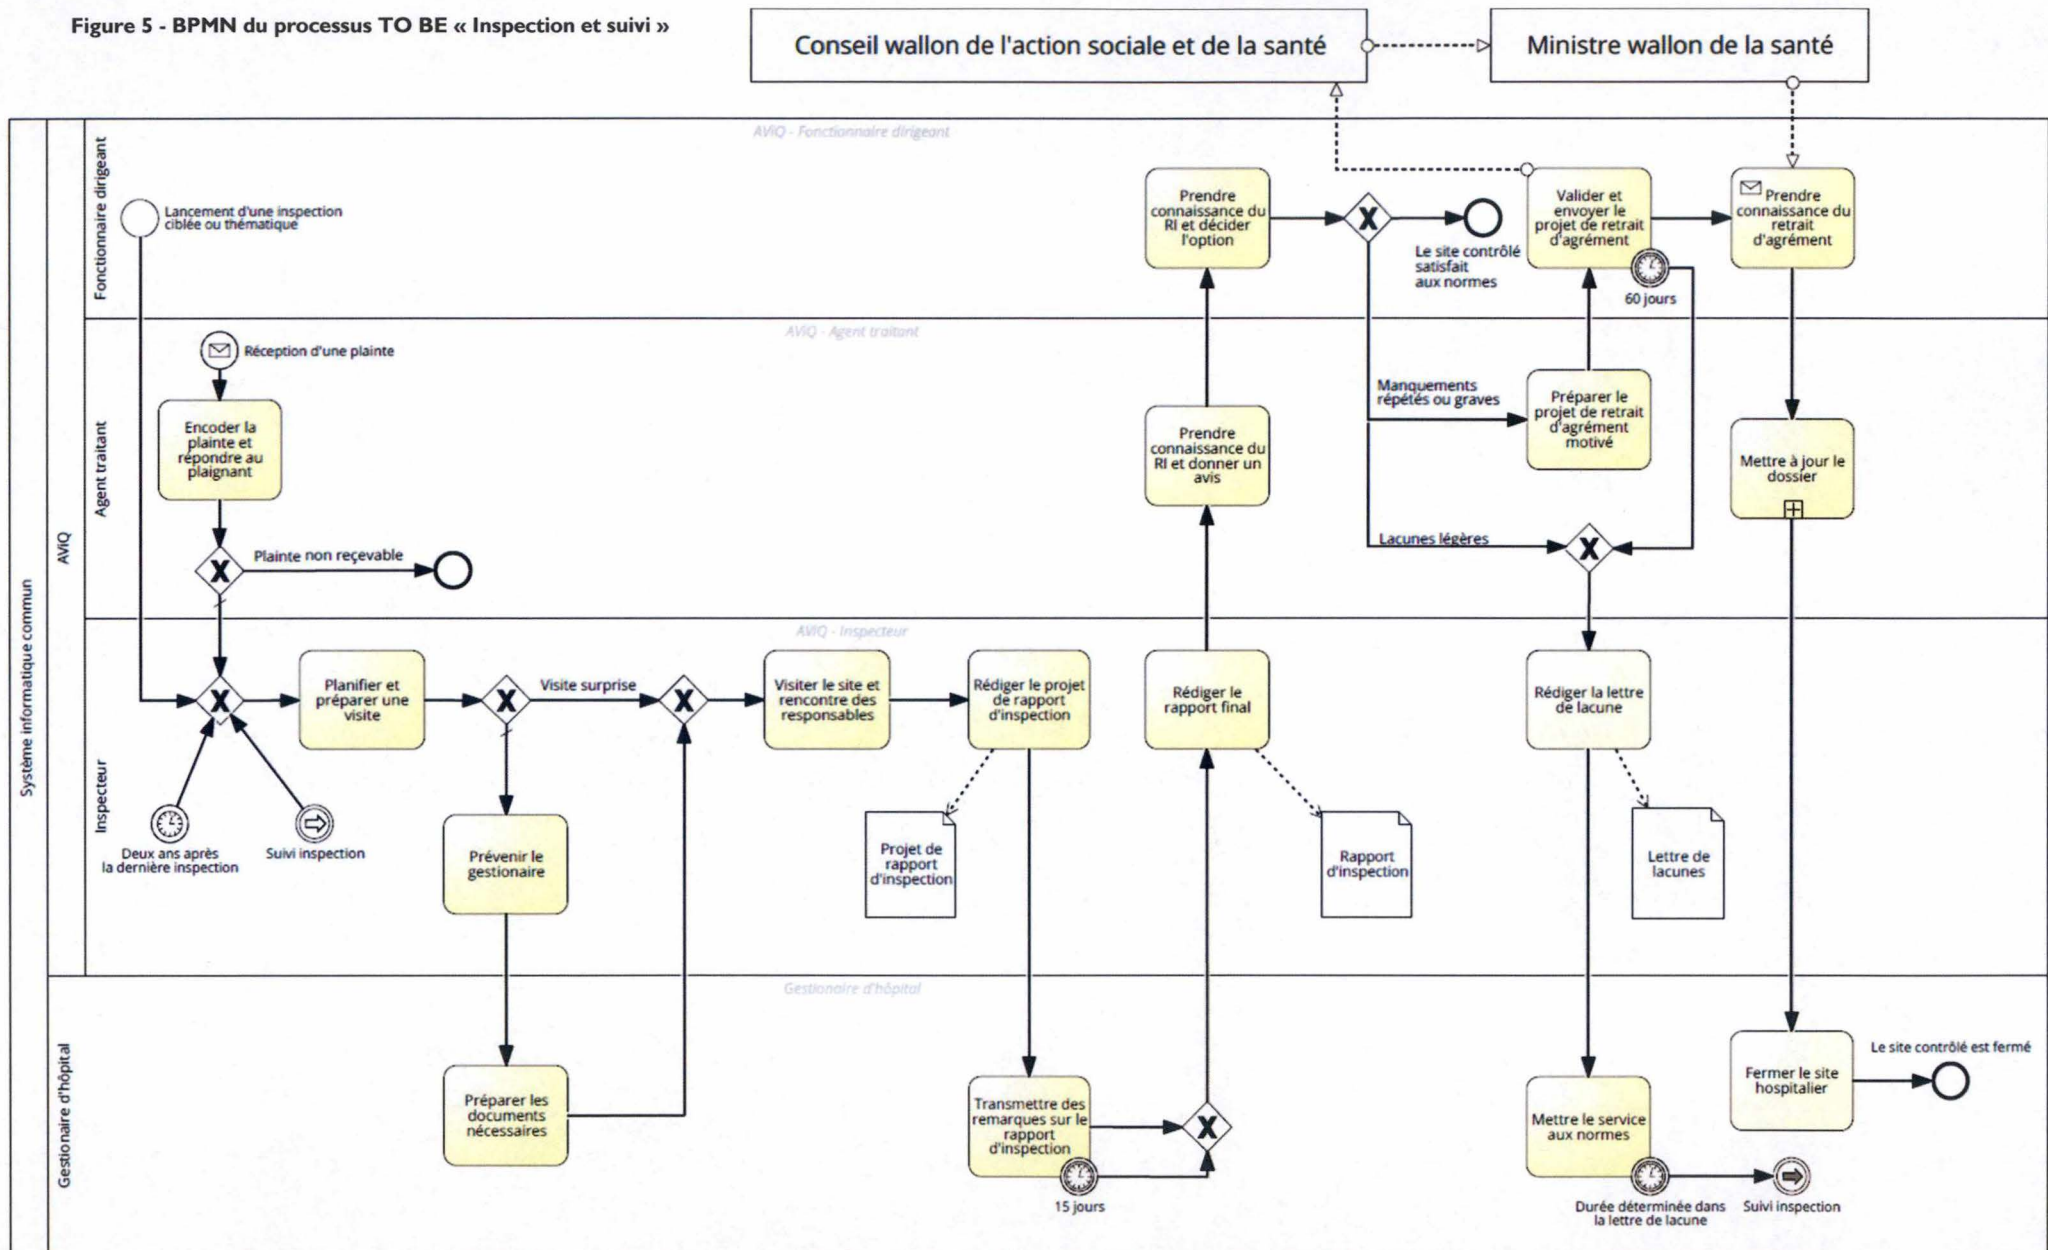 Figure 5 - BPMN du processus TO BE « Inspection et suivi »
Conseil wallon de l'action sociale et de la santé
Ministre wallon de la santé
Système informatique commun
AViQ
Fonctionnaire dirigeant
AViQ - Fonctionnaire dirigeant
Lancement d'une inspection
ciblée ou thématique
Prendre
connaissance du
RI et décider
l'option
Le site contrôlé
satisfait
aux normes
Valider et
envoyer le
projet de retrait
d'agrément
60 jours
Prendre
connaissance du
retrait
d'agrément
Agent traitant
AViQ - Agent traitant
Réception d'une plainte
Encoder la
plainte et
répondre au
plaignant
Plainte non reçevable
Prendre
connaissance du
RI et donner un
avis
Manquements
répétés ou graves
Préparer le
projet de retrait
d'agrément
motivé
Lacunes légères
Mettre à jour le
dossier
Inspecteur
AViQ - Inspecteur
Planifier et
préparer une
visite
Visite surprise
Visiter le site et
rencontre des
responsables
Rédiger le projet
de rapport
d'inspection
Rédiger le
rapport final
Rédiger la lettre
de lacune
Deux ans après
la dernière inspection
Suivi inspection
Prévenir le
gestionaire
Projet de
rapport
d'inspection
Rapport
d'inspection
Lettre de
lacunes
Gestionaire d'hôpital
Gestionaire d'hôpital
Préparer les
documents
nécessaires
Transmettre des
remarques sur le
rapport
d'inspection
15 jours
Mettre le service
aux normes
Durée déterminée dans
la lettre de lacune
Suivi inspection
Fermer le site
hospitalier
Le site contrôlé est fermé